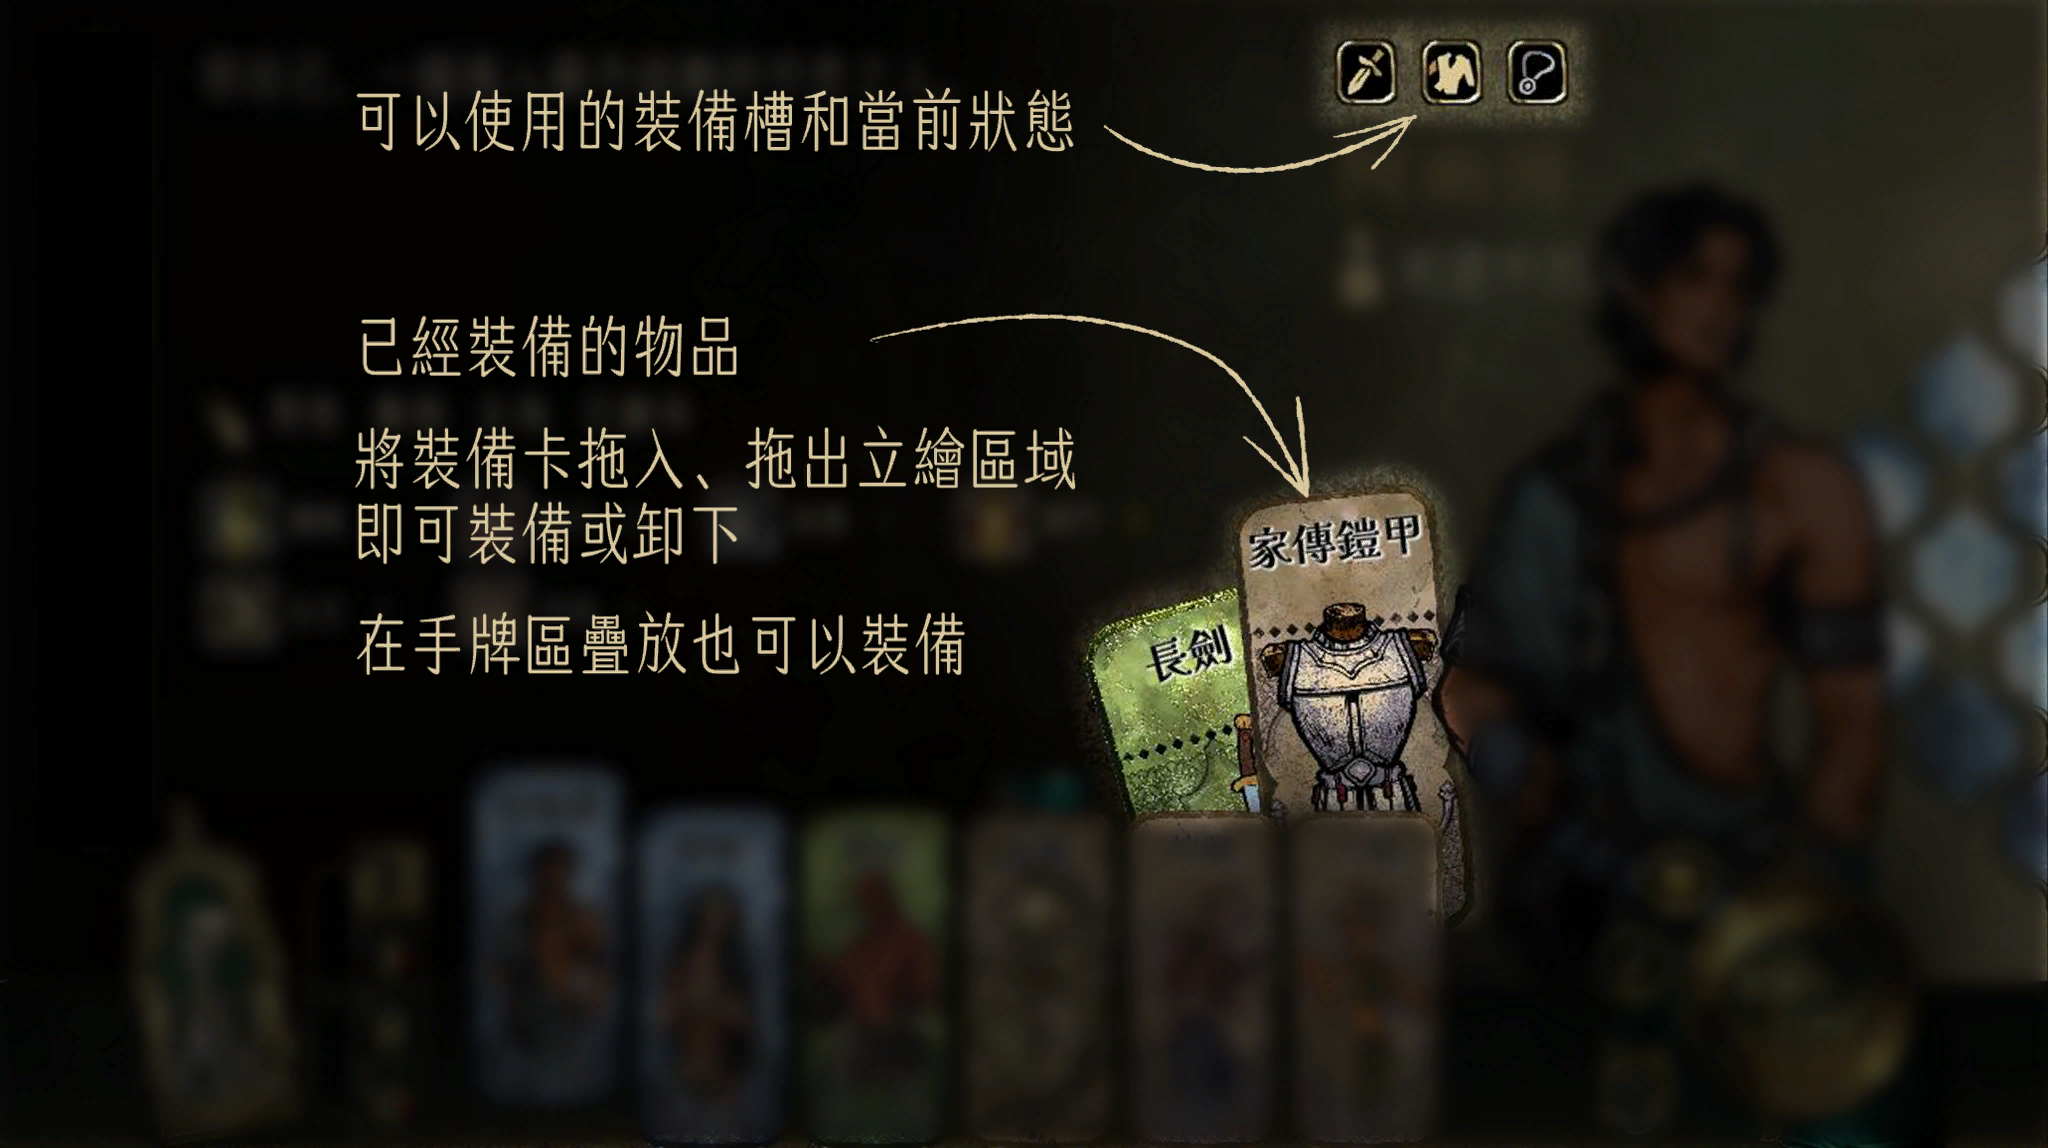 可以使用的裝備槽和當前狀態
已經裝備的物品
將裝備卡拖入、拖出立繪區域
即可裝備或卸下
在手牌區疊放也可以裝備
家傳鎧甲
長劍